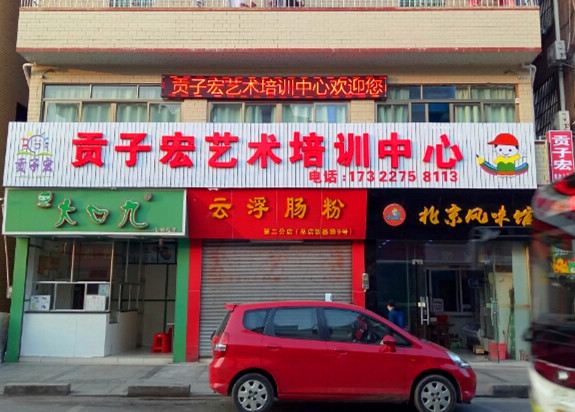 贡子宏艺术培训中心欢迎您
贡子宏艺术培训中心
电话:173 2275 8113
贡子宏
大口九
云浮肠粉
北京风味
贡子宏